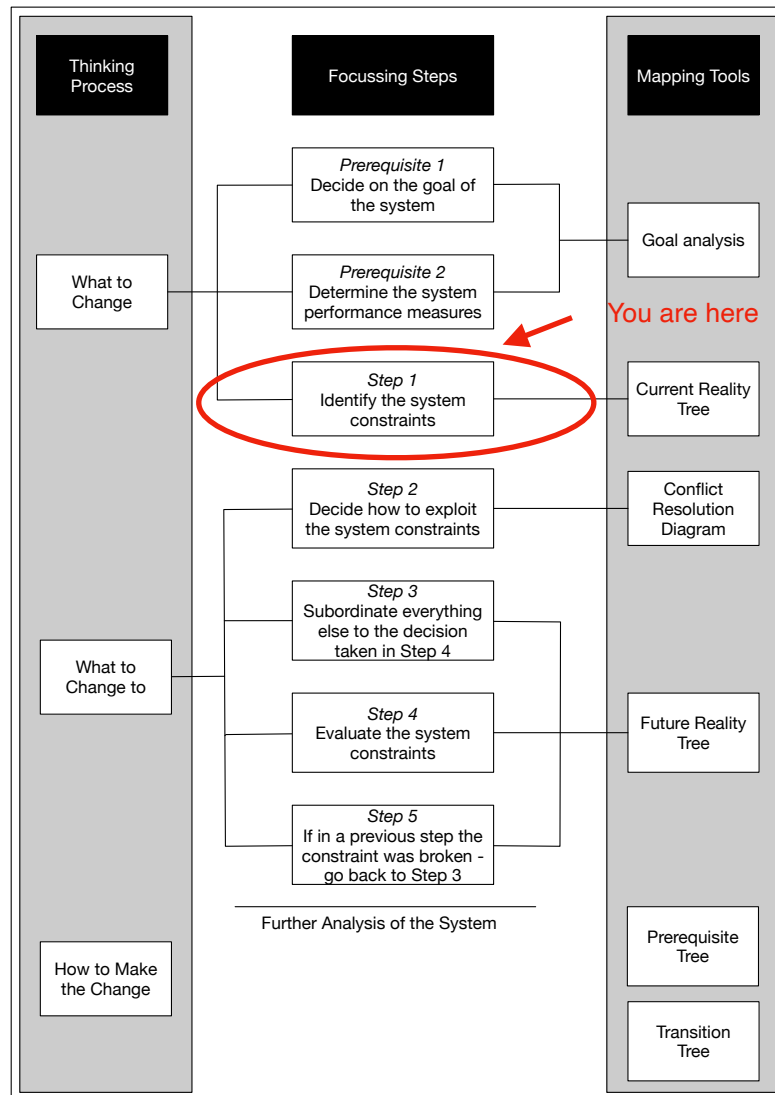 Thinking
Process
Focussing Steps
Mapping Tools
Prerequisite 1
Decide on the goal of
the system
Goal analysis
What to
Change
Prerequisite 2
Determine the system
performance measures
You are here
Step 1
Identify the system
constraints
Current Reality
Tree
Step 2
Decide how to exploit
the system constraints
Conflict
Resolution
Diagram
Step 3
Subordinate everything
else to the decision
taken in Step 4
What to
Change to
Step 4
Evaluate the system
constraints
Future Reality
Tree
Step 5
If in a previous step the
constraint was broken -
go back to Step 3
Further Analysis of the System
How to Make
the Change
Prerequisite
Tree
Transition
Tree